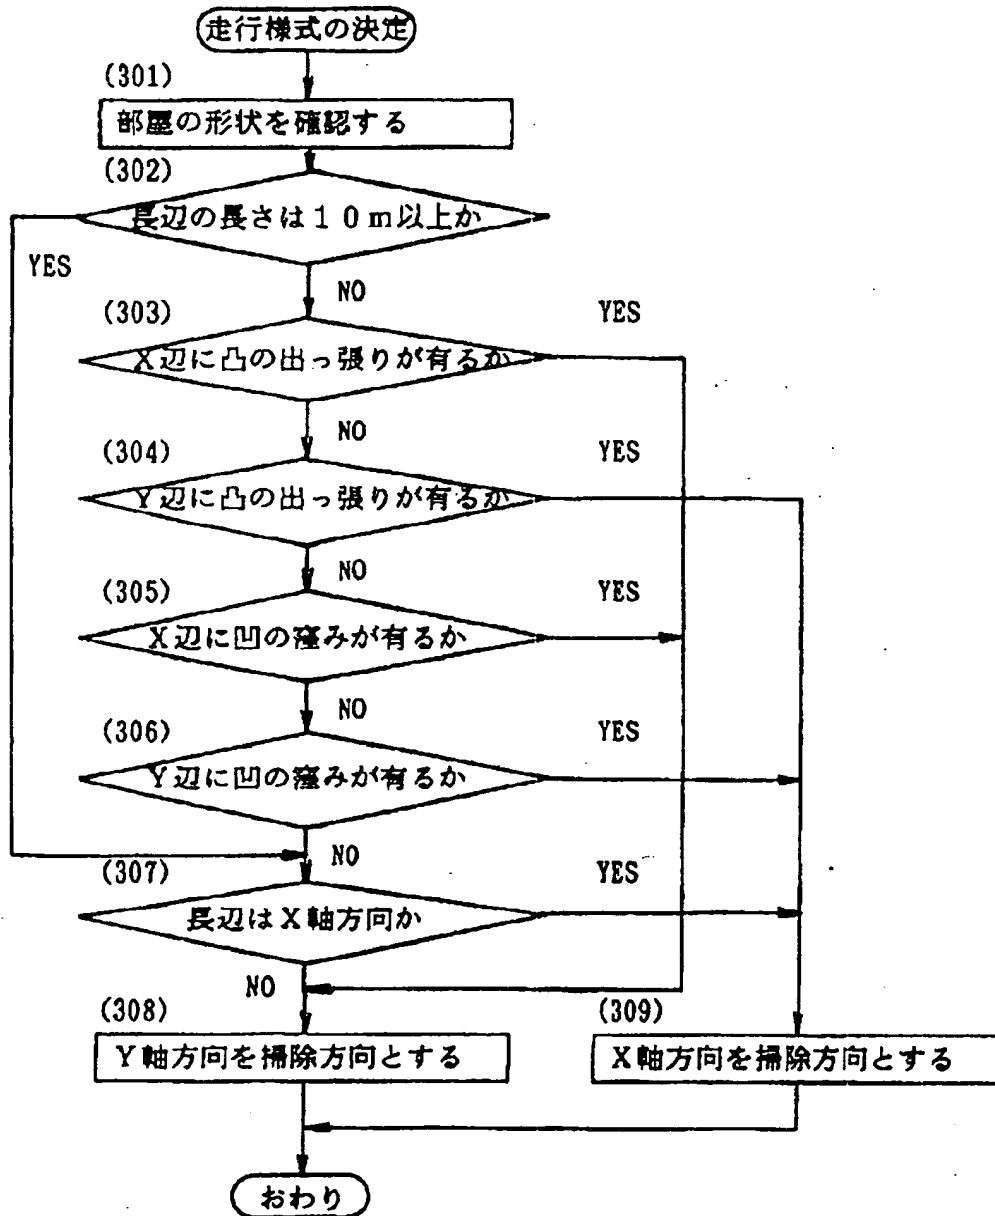 走行様式の決定
(301)
部屋の形状を確認する
(302)
長辺の長さは10m以上か
YES
NO
(303)
YES
X辺に凸の出っ張りが有るか
NO
(304)
YES
Y辺に凸の出っ張りが有るか
NO
(305)
YES
X辺に凹の窪みが有るか
NO
(306)
YES
Y辺に凹の窪みが有るか
NO
(307)
YES
長辺はX軸方向か
NO
(308)
(309)
Y軸方向を掃除方向とする
X軸方向を掃除方向とする
おわり